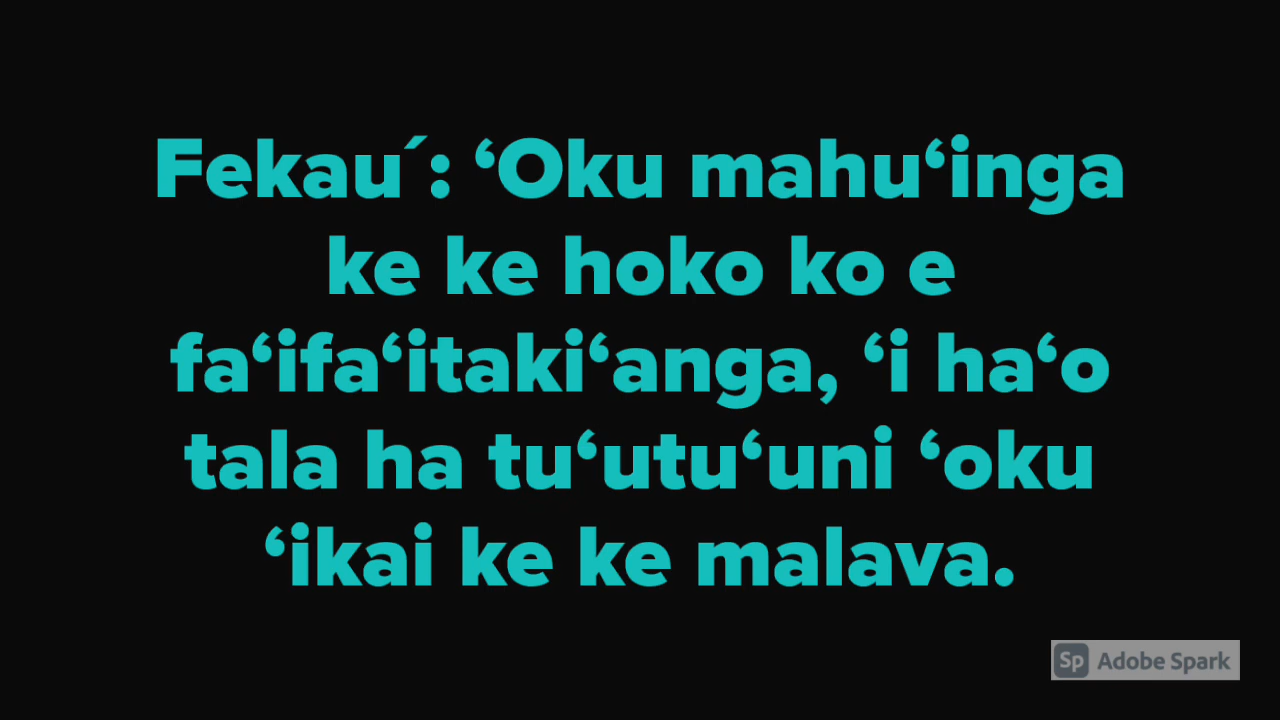 Fekau´: ‘Oku mahu‘inga
ke ke hoko ko e
fa‘ifa‘itaki‘anga, ‘i ha‘o
tala ha tu‘utu‘uni ‘oku
‘ikai ke ke malava.
Sp Adobe Spark